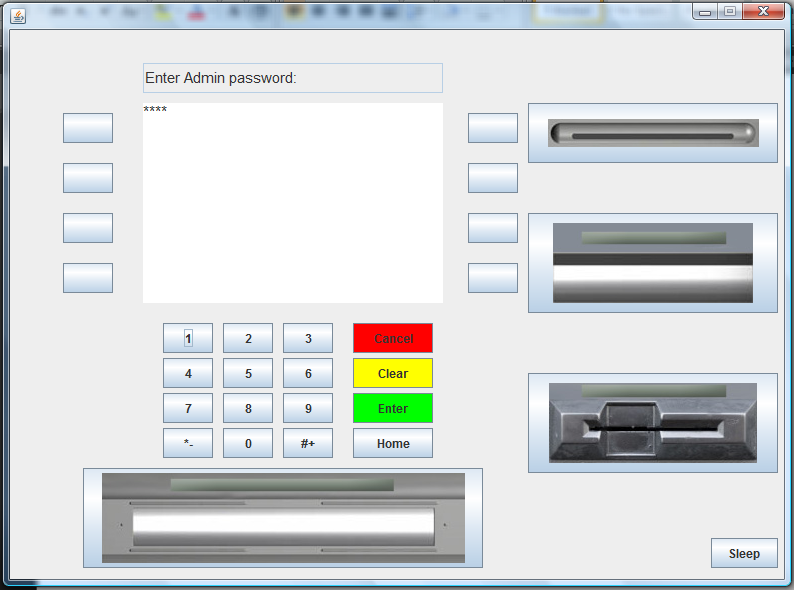 Enter Admin password:
****
1 2 3 Cancel
4 5 6 Clear
7 8 9 Enter
*- 0 #+ Home
Sleep